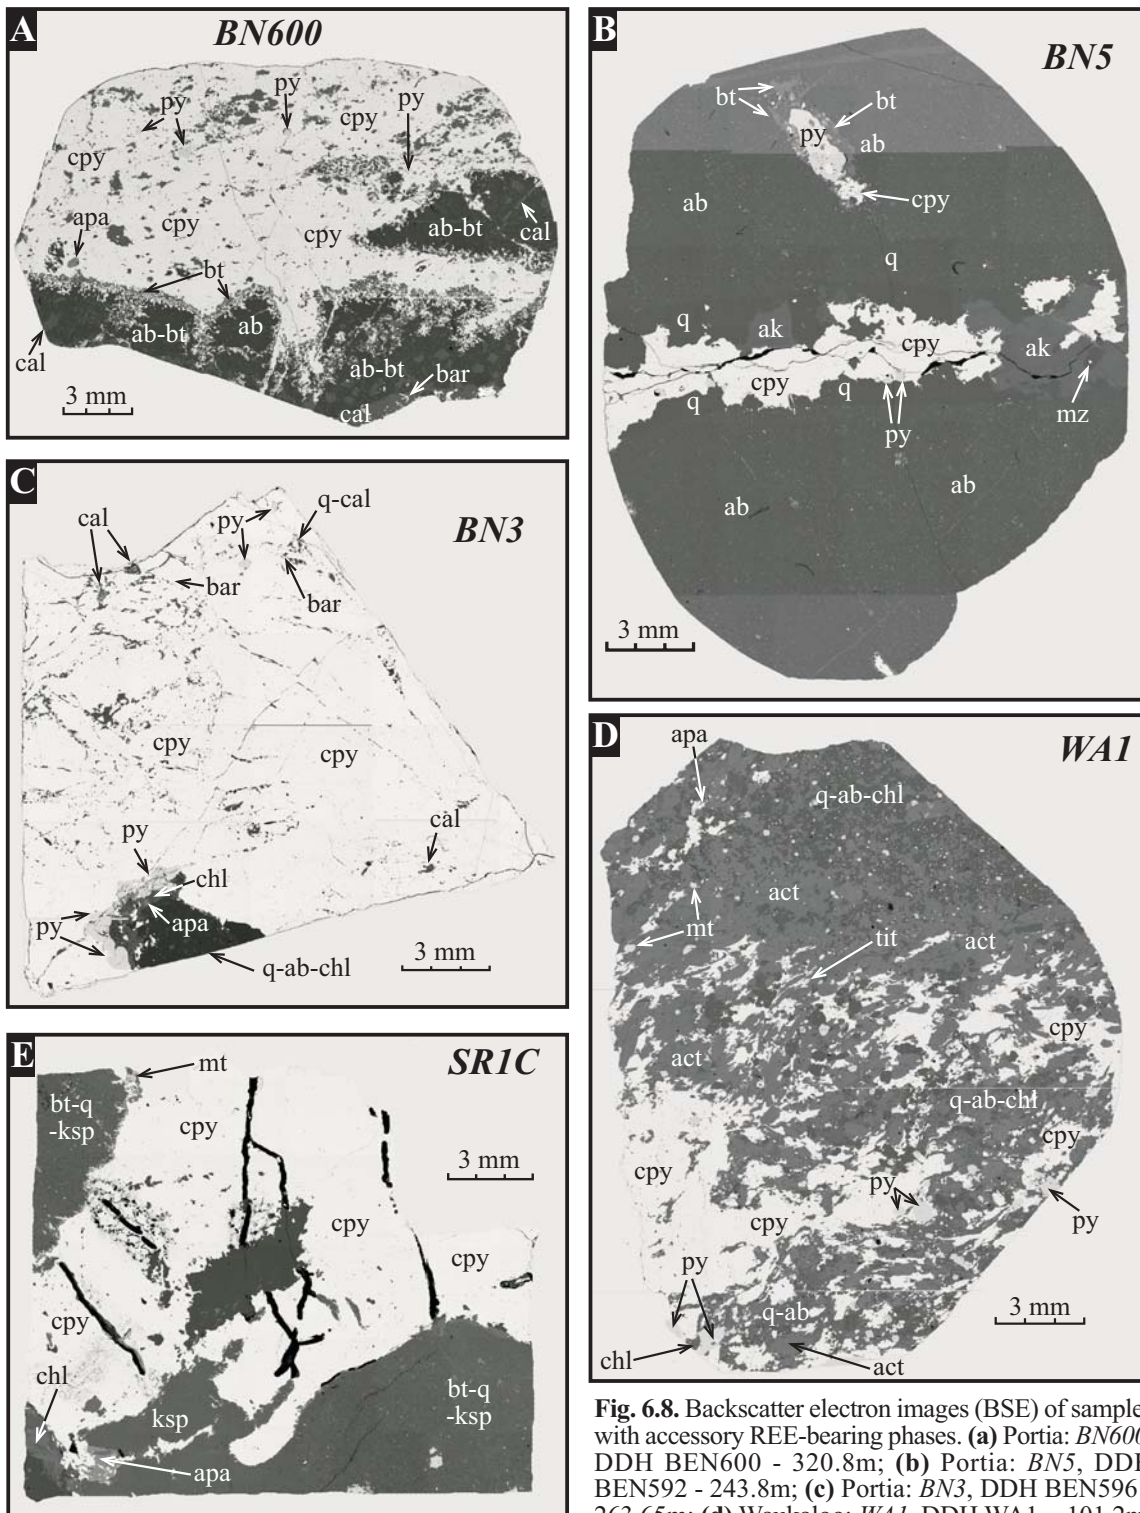 A
BN600
py
py
py
cpy
cpy
apa
cpy
cpy
ab-bt
cal
bt
ab-bt
ab
ab-bt
bar
cal
cal
3 mm
B
BN5
bt
bt
py
ab
cpy
ab
q
q
ak
cpy
ak
cpy
q
q
py
mz
ab
ab
3 mm
C
BN3
cal
py
q-cal
bar
bar
cpy
cpy
py
cal
chl
apa
py
q-ab-chl
3 mm
D
WA1
apa
q-ab-chl
act
mt
tit
act
cpy
act
q-ab-chl
cpy
cpy
py
cpy
py
py
q-ab
3 mm
chl
act
E
SR1C
mt
bt-q
-ksp
cpy
3 mm
cpy
cpy
cpy
chl
ksp
bt-q
-ksp
apa
3 mm
Fig. 6.8. Backscatter electron images (BSE) of sample
with accessory REE-bearing phases. (a) Portia: BN600
DDH BEN600 - 320.8m; (b) Portia: BN5, DDH
BEN592 - 243.8m; (c) Portia: BN3, DDH BEN596